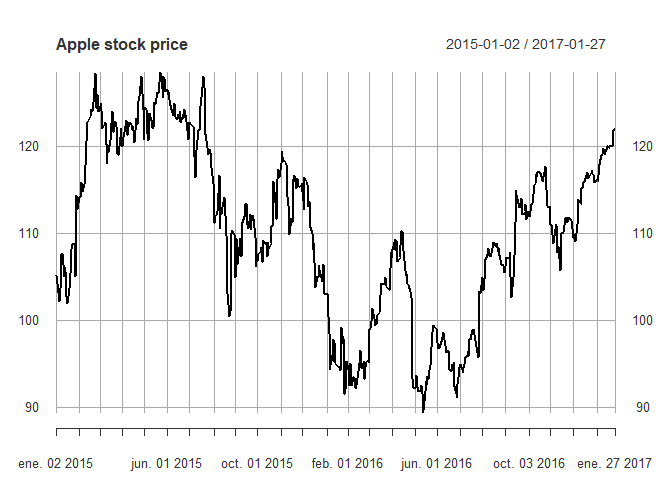 Apple stock price 2015-01-02 / 2017-01-27
120 120
110 110
100 100
90 90
ene. 02 2015 jun. 01 2015 oct. 01 2015 feb. 01 2016 jun. 01 2016 oct. 03 2016 ene. 27 2017